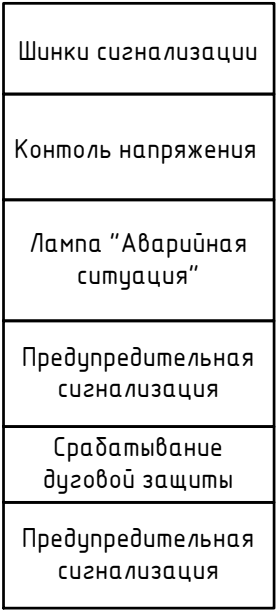 Шинки сигнализации
Контоль напряжения
Лампа "Аварийная
ситуация"
Предупредительная
сигнализация
Срабатывание
дуговой защиты
Предупредительная
сигнализация